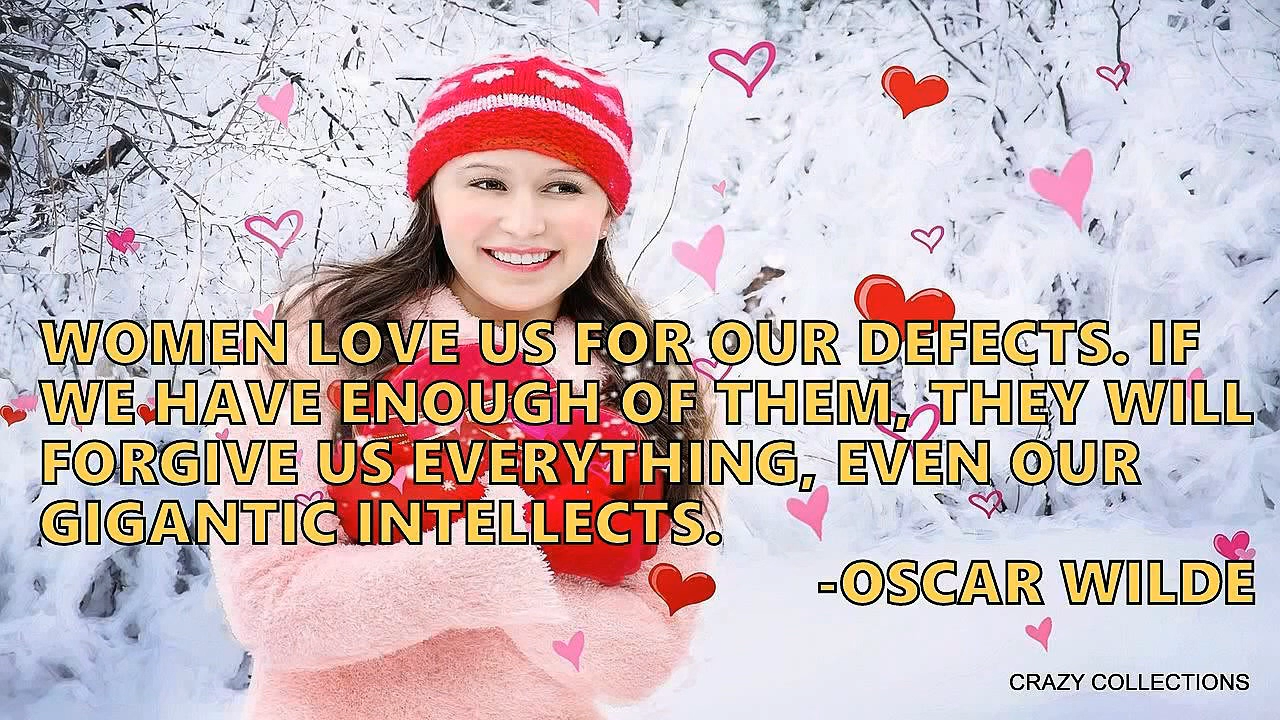 WOMEN LOVE US FOR OUR DEFECTS. IF
WE HAVE ENOUGH OF THEM, THEY WILL
FORGIVE US EVERYTHING, EVEN OUR
GIGANTIC INTELLECTS.
-OSCAR WILDE
CRAZY COLLECTIONS